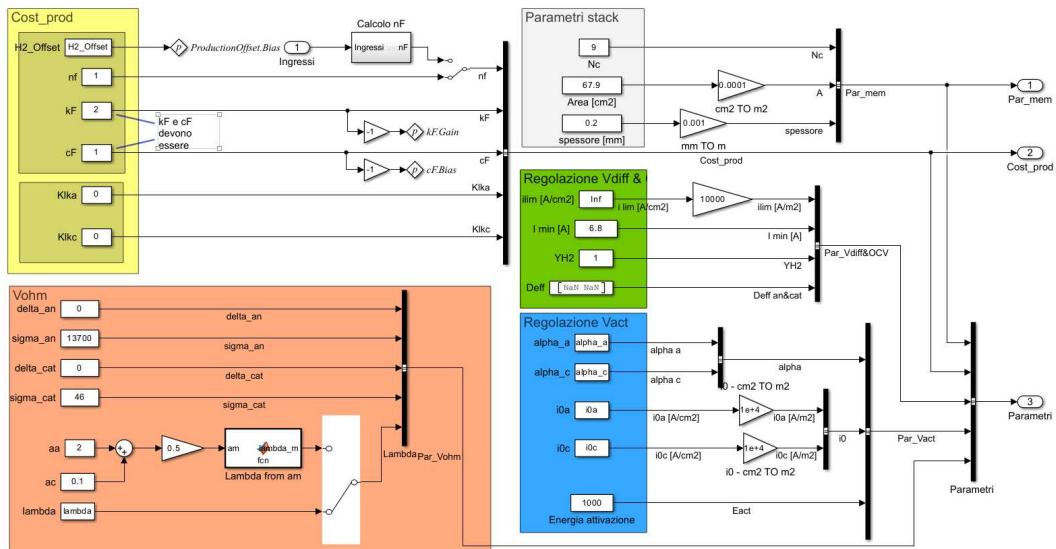 Cost_prod
H2_Offset
H2_Offset
p
ProductionOffset.Bias
1
Ingressi
Calcolo nF
Ingressi nF
nf
1
nf
kF
2
kF
kF e cF
devono
essere
-1
p
kF.Gain
cF
1
cF
-1
p
cF.Bias
Klka
0
Klka
Klkc
0
Klkc
Parametri stack
9
Nc
Nc
67.9
Area [cm2]
0.0001
cm2 TO m2
A
0.2
spessore [mm]
0.001
mm TO m
spessore
Par_mem
1
Par_mem
Cost_prod
2
Cost_prod
Regolazione Vdiff &
ilim [A/cm2]
Inf
i lim [A/cm2]
10000
ilim [A/m2]
I min [A]
6.8
I min [A]
YH2
1
YH2
Deff
[NaN NaN]
Deff an&cat
Par_Vdiff&OCV
Vohm
delta_an
0
delta_an
sigma_an
13700
sigma_an
delta_cat
0
delta_cat
sigma_cat
46
sigma_cat
aa
2
++
0.5
am
lambda_m
fcn
Lambda from am
ac
0.1
lambda
lambda
Lambda
Par_Vohm
Regolazione Vact
alpha_a
alpha_a
alpha a
alpha_c
alpha_c
alpha c
alpha
i0 - cm2 TO m2
i0a
i0a
i0a [A/cm2]
1e+4
i0a [A/m2]
i0c
i0c
i0c [A/cm2]
1e+4
i0c [A/m2]
i0 - cm2 TO m2
i0
Par_Vact
1000
Energia attivazione
Eact
Parametri
3
Parametri